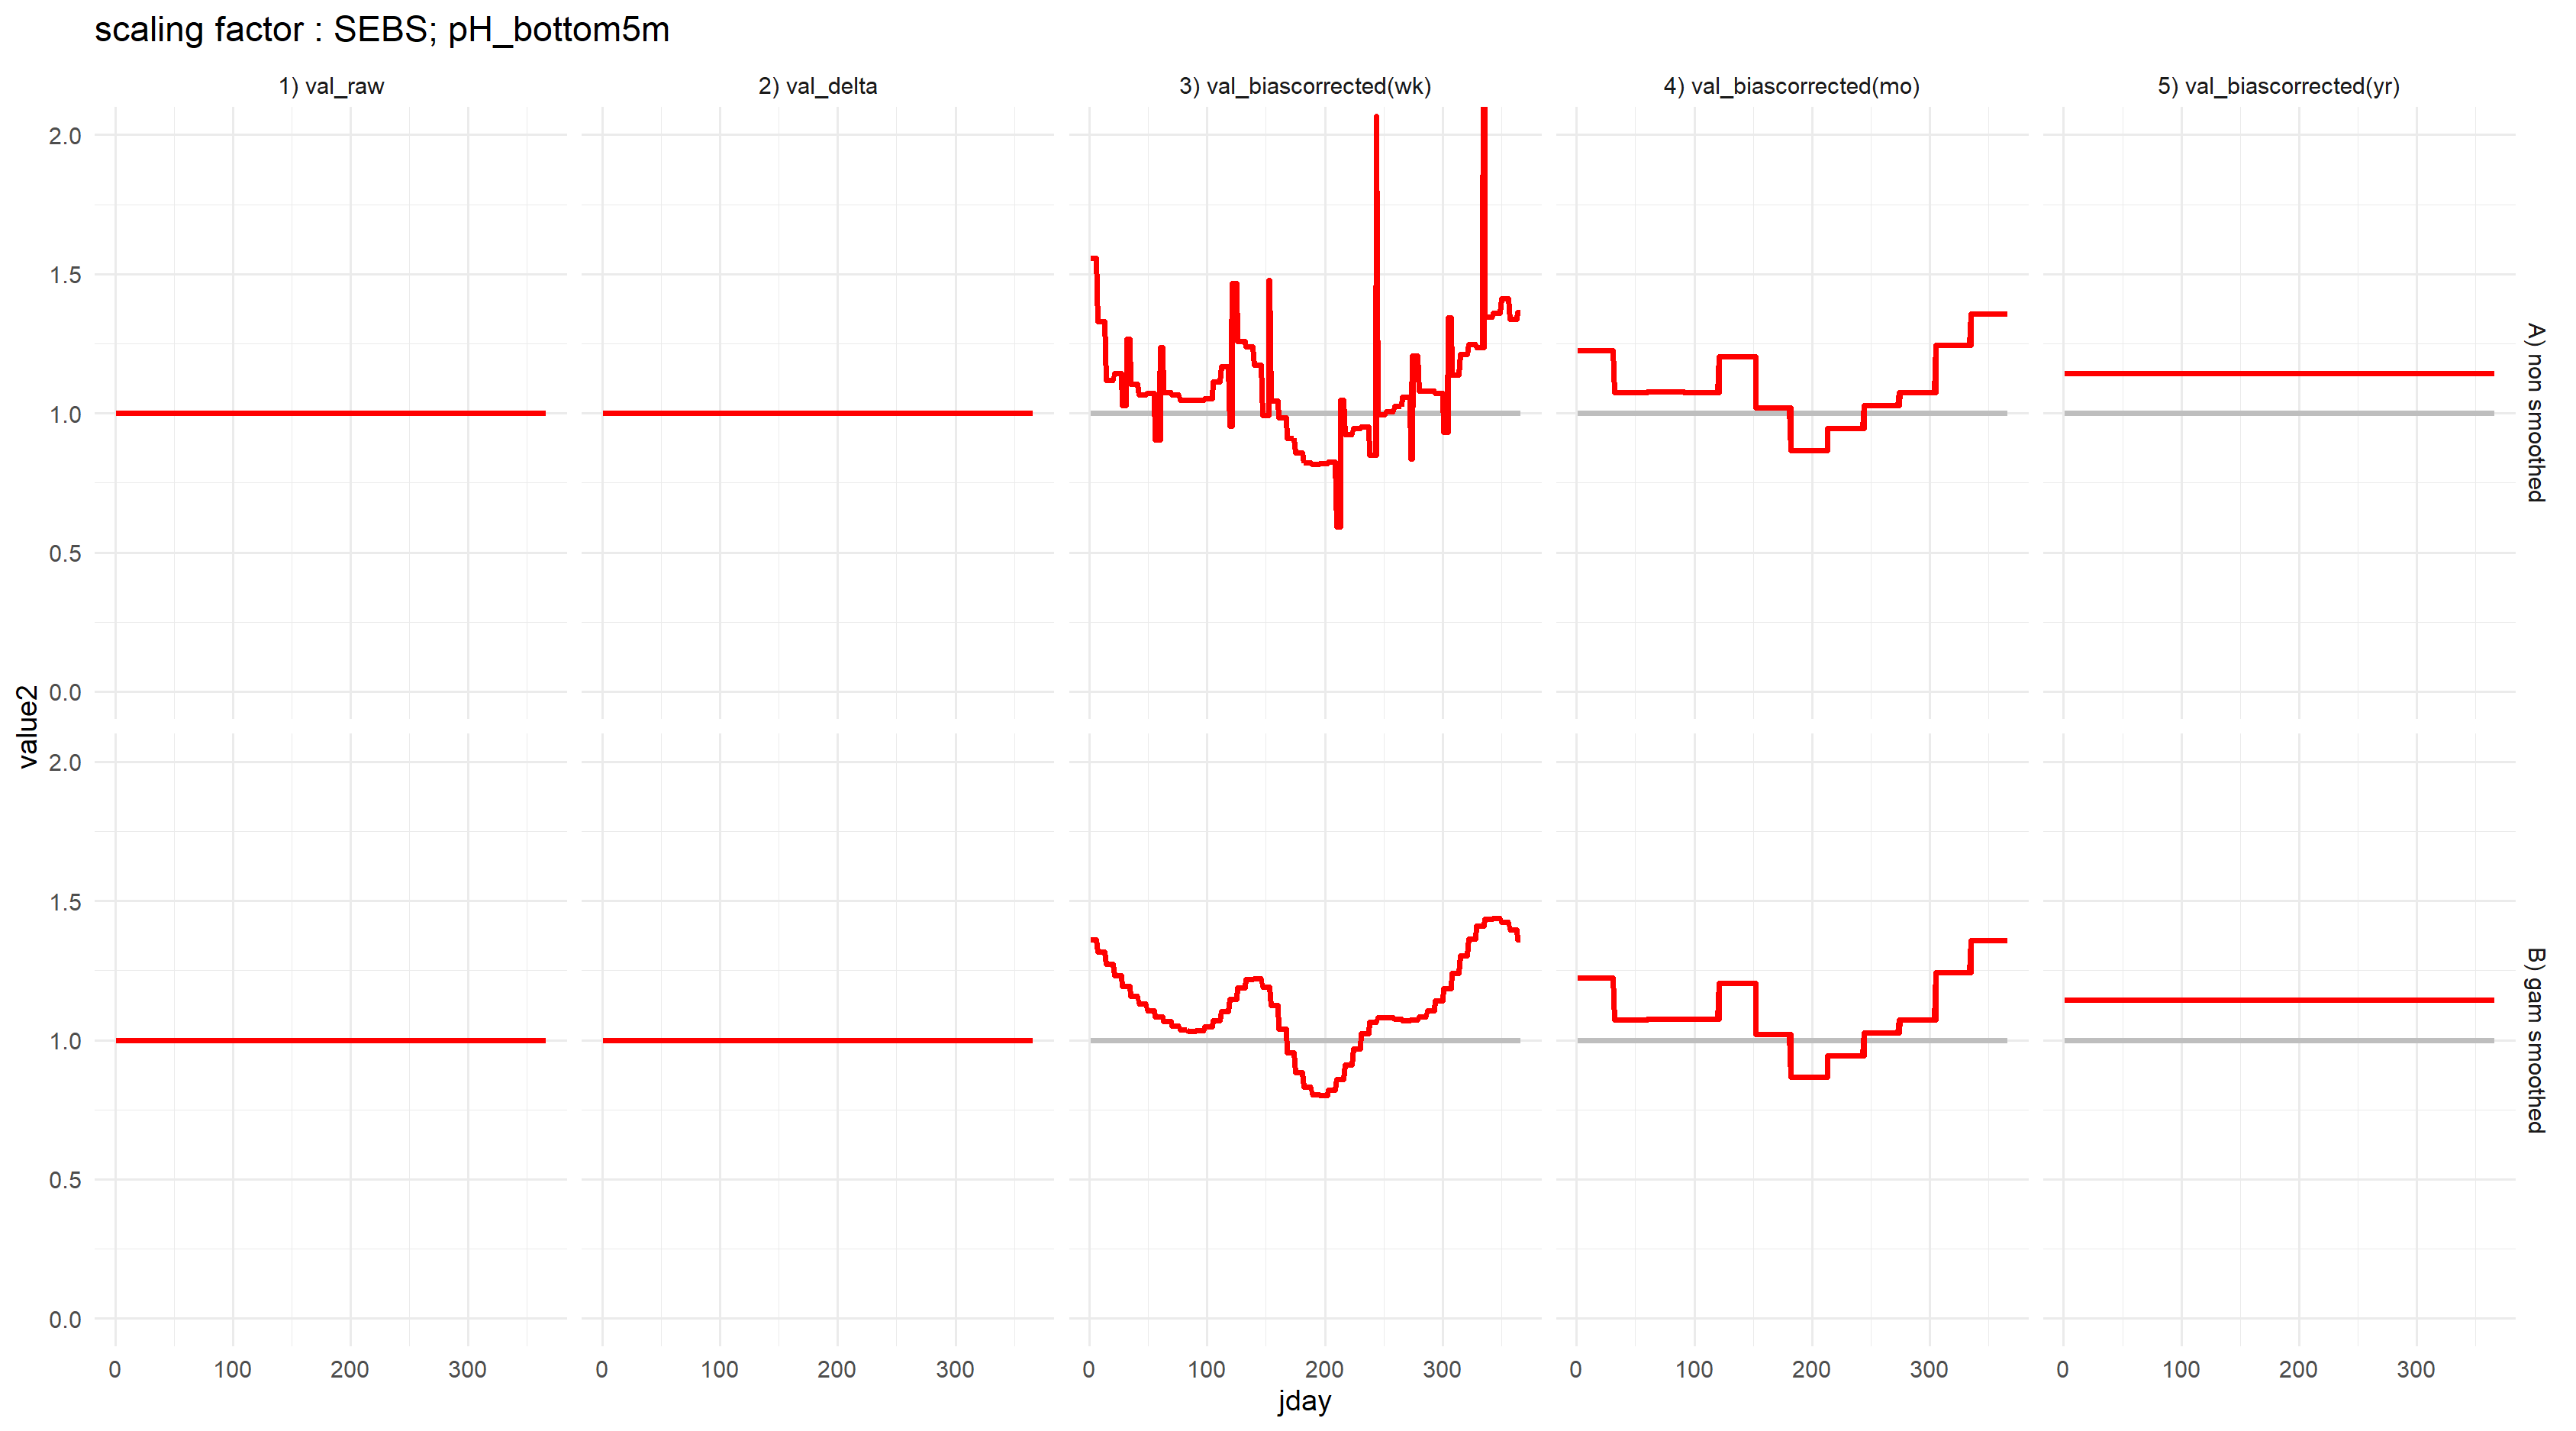 scaling factor : SEBS; pH_bottom5m
1) val_raw
2) val_delta
3) val_biascorrected(wk)
4) val_biascorrected(mo)
5) val_biascorrected(yr)
2.0
1.5
1.0
0.5
0.0
A) non smoothed
value2
2.0
1.5
1.0
0.5
0.0
B) gam smoothed
0 100 200 300
0 100 200 300
0 100 200 300
0 100 200 300
0 100 200 300
jday